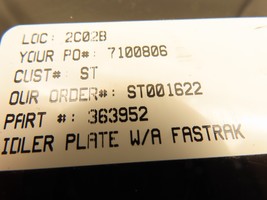 LOC: 2C02B
YOUR PO#: 7100806
CUST# ST
OUR ORDER#: ST001622
PART #: 363952
IDLER PLATE W/A FASTRAK